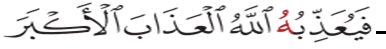 - فَيُعَذِّبُهُ ٱللَّهُ ٱلْعَذَابَ ٱلْأَكْبَرَ